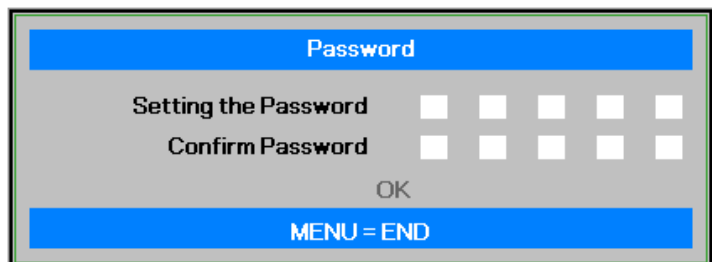 Password
Setting the Password
Confirm Password
OK
MENU = END